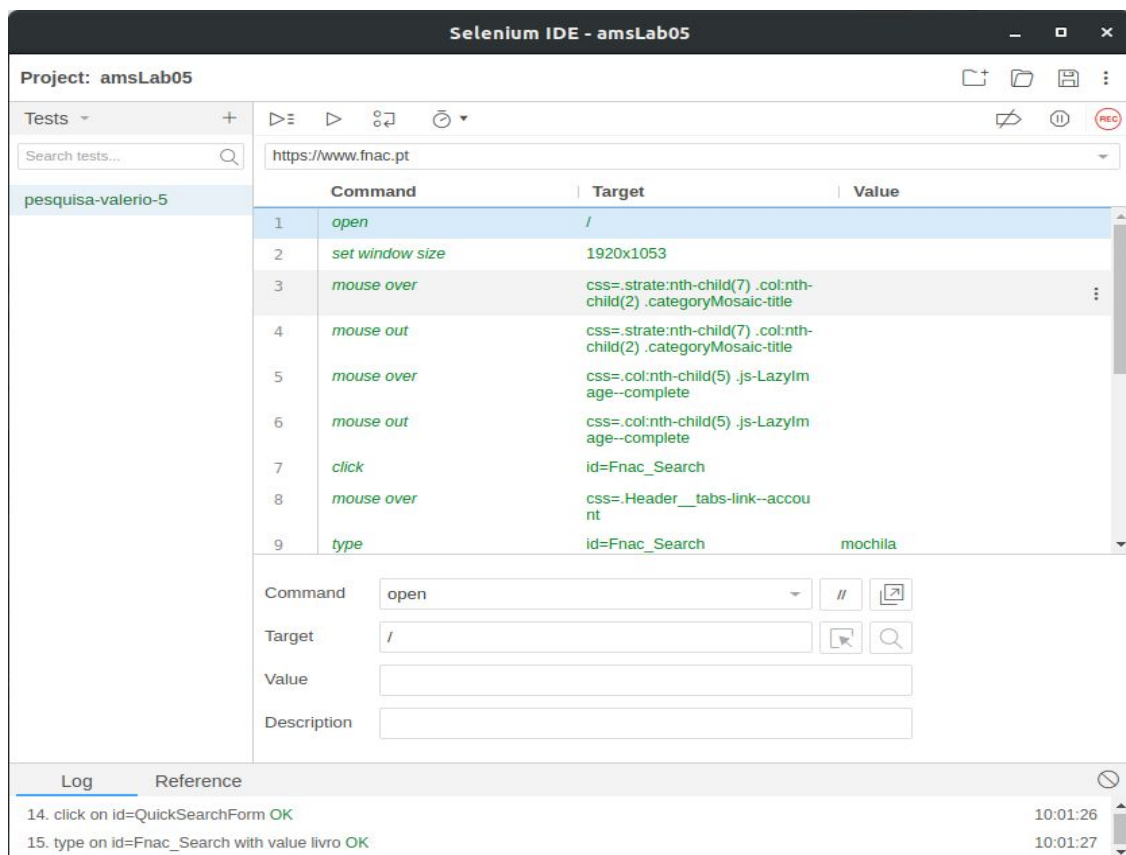 Selenium IDE - amsLab05
Project: amsLab05
Tests
Search tests...
pesquisa-valerio-5
REC
https://www.fnac.pt
Command Target Value
1 open /
2 set window size 1920x1053
3 mouse over css=.strate:nth-child(7) .col:nth-
child(2) .categoryMosaic-title
4 mouse out css=.strate:nth-child(7) .col:nth-
child(2) .categoryMosaic-title
5 mouse over css=.col:nth-child(5) .js-LazyIm
age--complete
6 mouse out css=.col:nth-child(5) .js-LazyIm
age--complete
7 click id=Fnac_Search
8 mouse over css=.Header__tabs-link--accou
nt
9 type id=Fnac_Search mochila
Command open //
Target /
Value
Description
Log Reference
14. click on id=QuickSearchForm OK 10:01:26
15. type on id=Fnac_Search with value livro OK 10:01:27